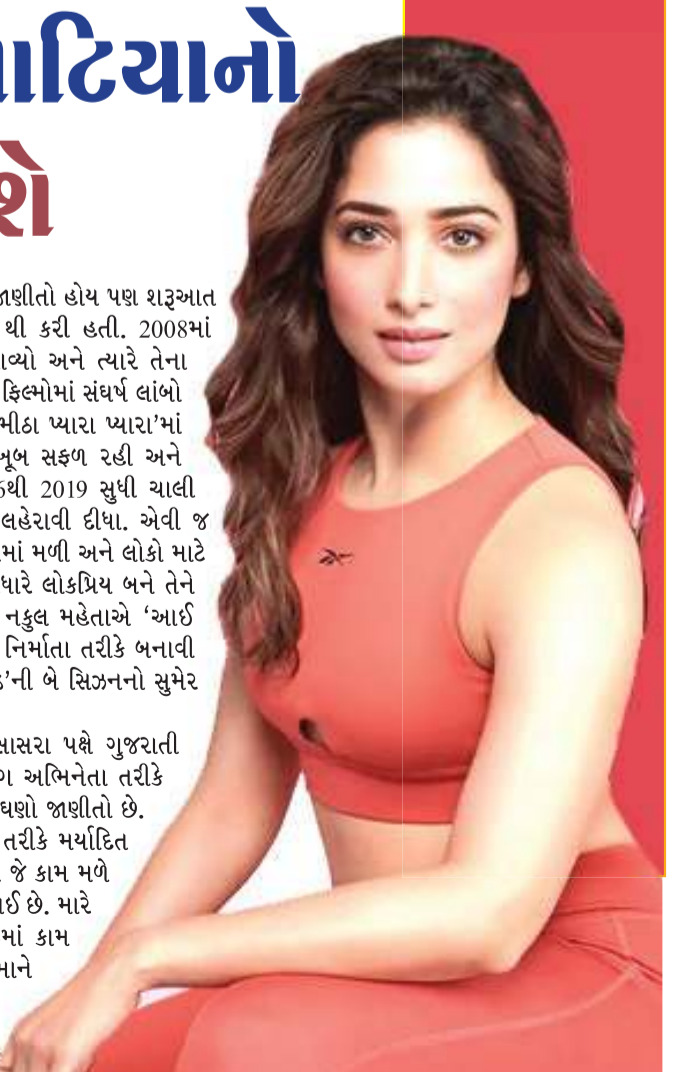 ાટિયાનો
શે
જાણીતો હોય પણ શરૂઆત
થી કરી હતી. 2008માં
વ્યો અને ત્યારે તેના
ફિલ્મોમાં સંઘર્ષ લાંબો
મીઠા પ્યારા પ્યારા’માં
ખૂબ સફળ રહી અને
6થી 2019 સુધી ચાલી
લહેરાવી દીધા. એવી જ
માં મળી અને લોકો માટે
ધારે લોકપ્રિય બને તેને
નકુલ મહેતાએ ‘આઈ
નિર્માતા તરીકે બનાવી
’ની બે સિઝનનો સુમેર
સાસરા પક્ષે ગુજરાતી
ગ અભિનેતા તરીકે
ઘણો જાણીતો છે.
તરીકે મર્યાદિત
જે કામ મળે
ઈ છે. મારે
માં કામ
માને